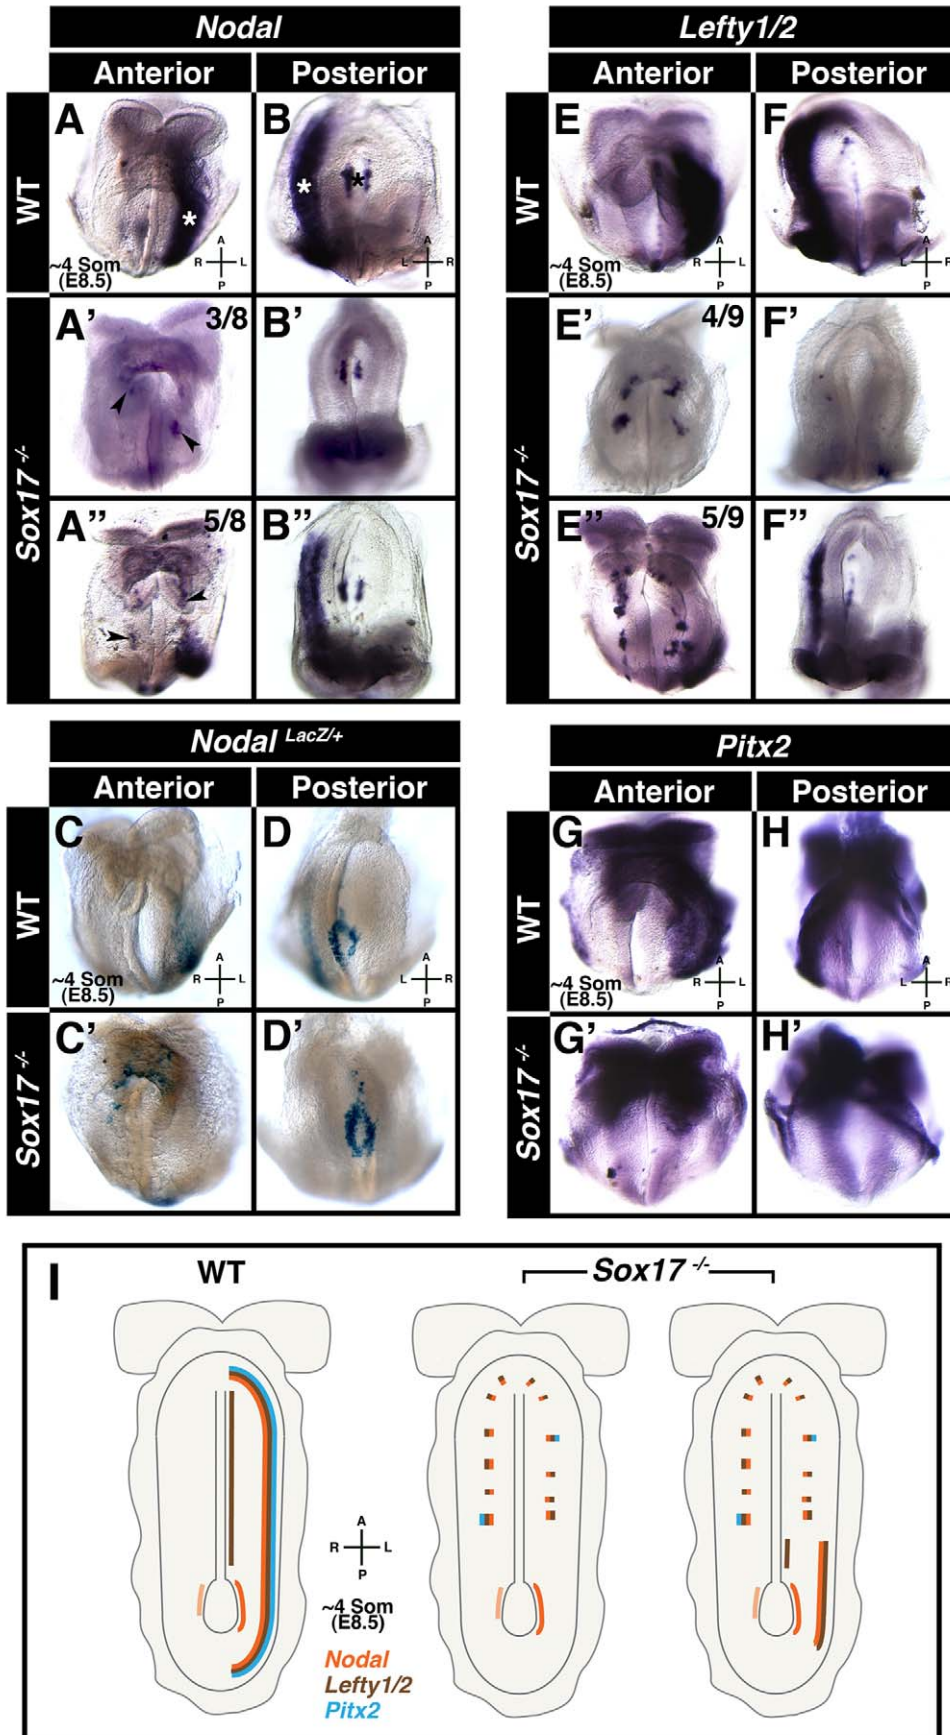 Nodal
Anterior Posterior
WT
A
*
~4 Som
(E8.5)
A
R L
P
B
* *
A
L R
P
Sox17 -/-
A'
3/8
B'
A''
5/8
B''
Lefty1/2
Anterior Posterior
WT
E
~4 Som
(E8.5)
A
R L
P
F
A
L R
P
Sox17 -/-
E'
4/9
F'
E''
5/9
F''
Nodal LacZ/+
Anterior Posterior
WT
C
~4 Som
(E8.5)
A
R L
P
D
A
L R
P
Sox17 -/-
C'
D'
Pitx2
Anterior Posterior
WT
G
~4 Som
(E8.5)
A
R L
P
H
A
L R
P
Sox17 -/-
G'
H'
I
WT
Sox17 -/-
A
R L
P
~4 Som
(E8.5)
Nodal
Lefty1/2
Pitx2